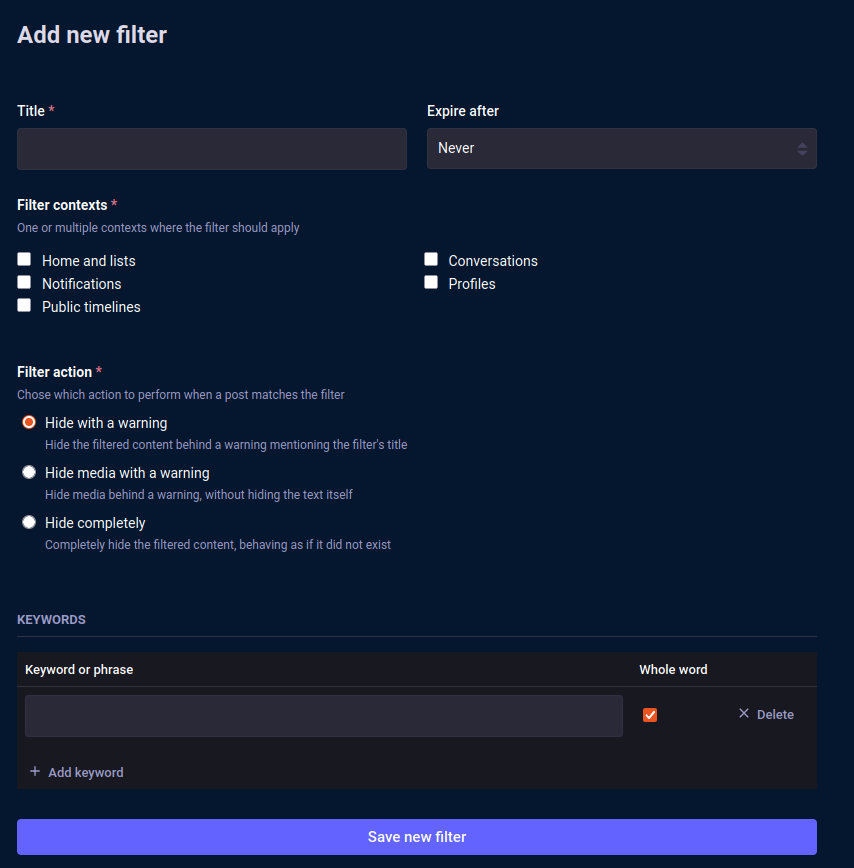 Add new filter
Title *
Expire after
Never
Filter contexts *
One or multiple contexts where the filter should apply
Home and lists
Conversations
Notifications
Profiles
Public timelines
Filter action *
Chose which action to perform when a post matches the filter
Hide with a warning
Hide the filtered content behind a warning mentioning the filter's title
Hide media with a warning
Hide media behind a warning, without hiding the text itself
Hide completely
Completely hide the filtered content, behaving as if it did not exist
KEYWORDS
Keyword or phrase
Whole word
Delete
Add keyword
Save new filter